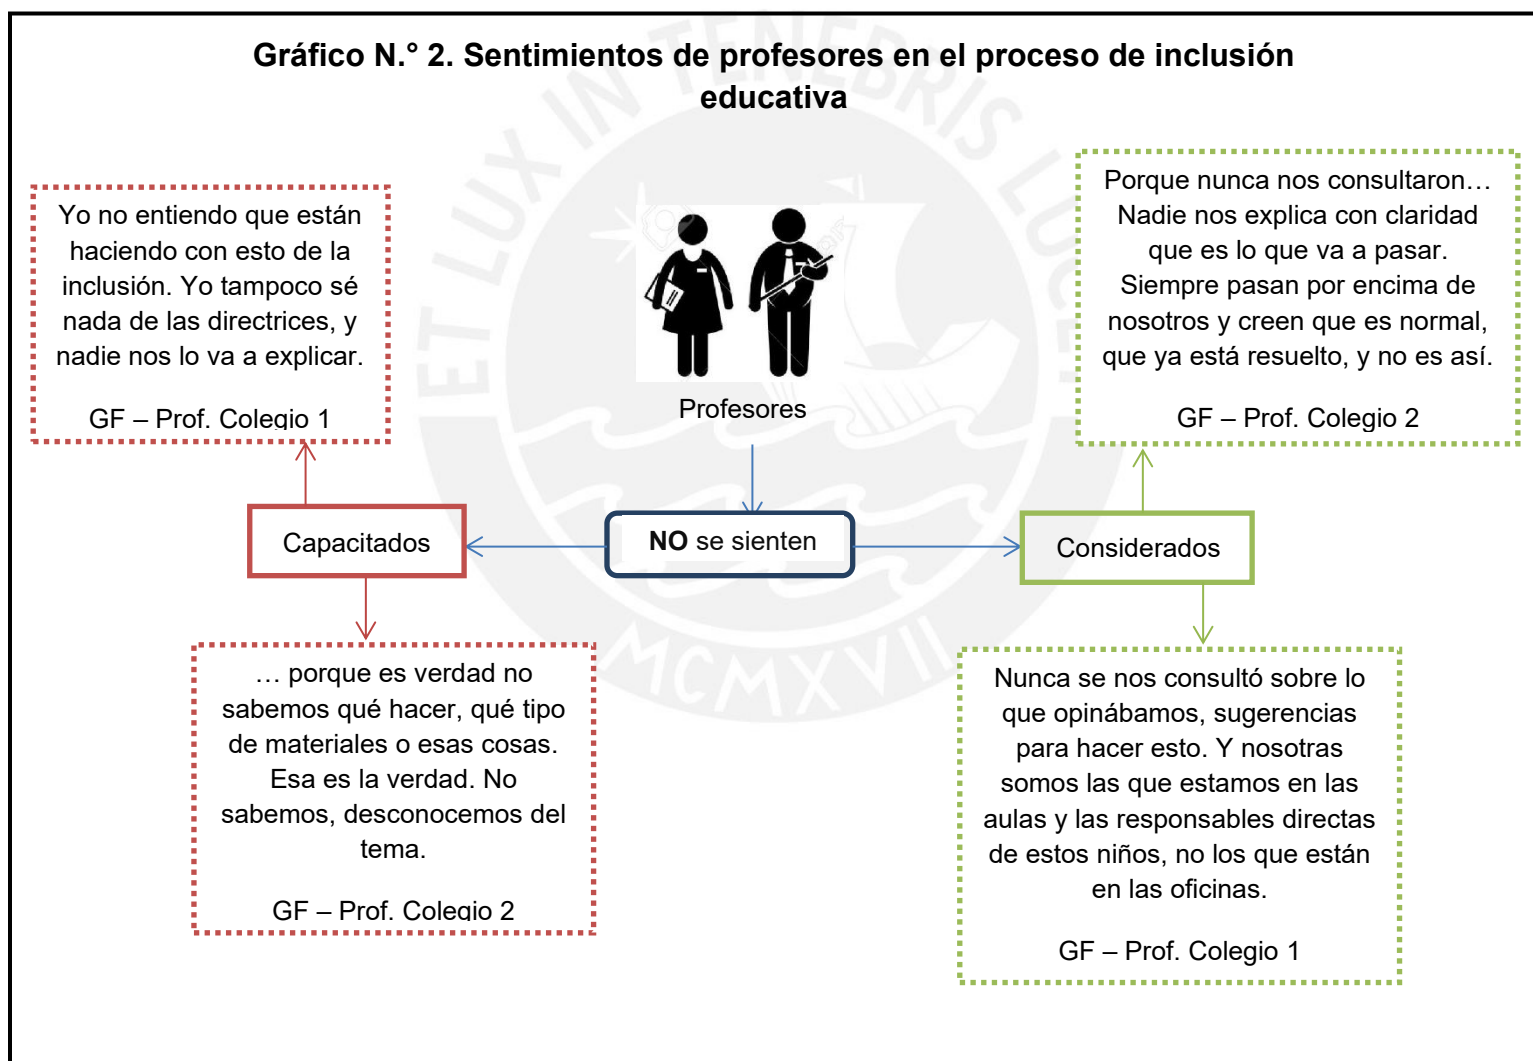 Gráfico N.° 2. Sentimientos de profesores en el proceso de inclusión
educativa
Yo no entiendo que están
haciendo con esto de la
inclusión. Yo tampoco sé
nada de las directrices, y
nadie nos lo va a explicar.
GF – Prof. Colegio 1
Porque nunca nos consultaron…
Nadie nos explica con claridad
que es lo que va a pasar.
Siempre pasan por encima de
nosotros y creen que es normal,
que ya está resuelto, y no es así.
GF – Prof. Colegio 2
Profesores
Capacitados
NO se sienten
Considerados
… porque es verdad no
sabemos qué hacer, qué tipo
de materiales o esas cosas.
Esa es la verdad. No
sabemos, desconocemos del
tema.
GF – Prof. Colegio 2
Nunca se nos consultó sobre lo
que opinábamos, sugerencias
para hacer esto. Y nosotras
somos las que estamos en las
aulas y las responsables directas
de estos niños, no los que están
en las oficinas.
GF – Prof. Colegio 1
ET LUX IN TENEBRIS
MCMXVII